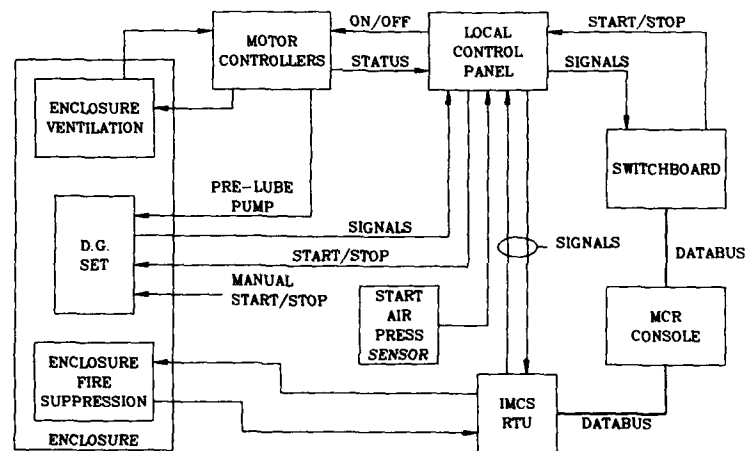 ON/OFF
START/STOP
MOTOR
CONTROLLERS
LOCAL
CONTROL
PANEL
STATUS
SIGNALS
ENCLOSURE
VENTILATION
SWITCHBOARD
PRE-LUBE
PUMP
SIGNALS
D.G.
SET
START/STOP
SIGNALS
DATABUS
MANUAL
START/STOP
START
AIR
PRESS
SENSOR
MCR
CONSOLE
ENCLOSURE
FIRE
SUPPRESSION
IMCS
RTU
DATABUS
ENCLOSURE